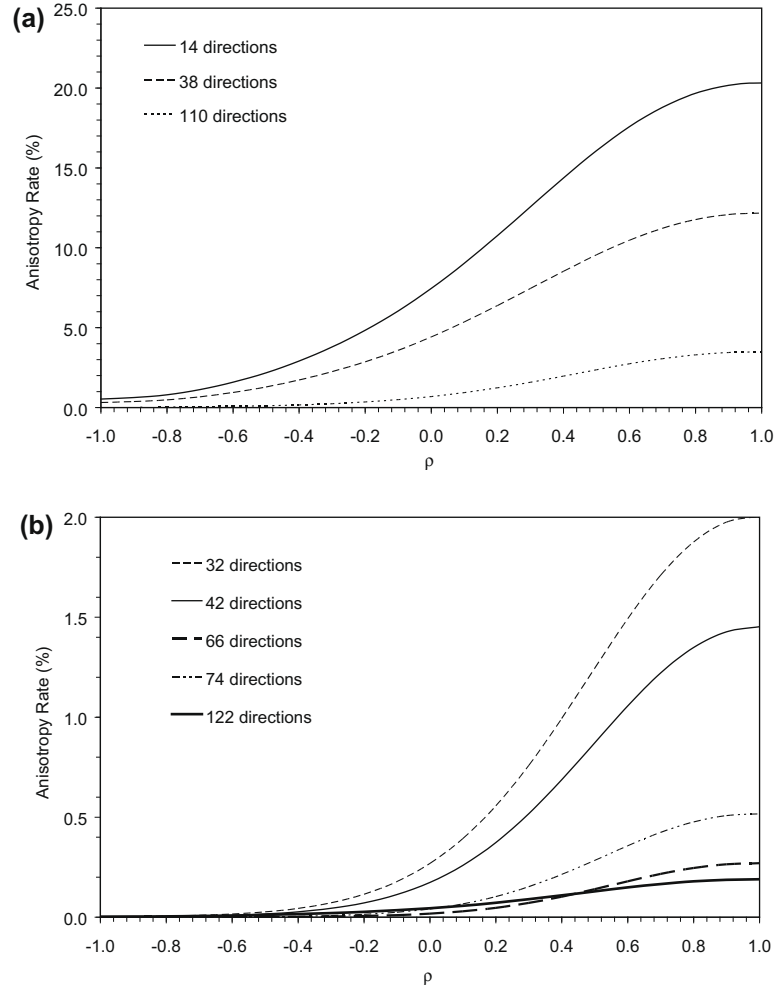 (a)
25.0
20.0
15.0
10.0
5.0
0.0
Anisotropy Rate (%)
14 directions
38 directions
110 directions
-1.0 -0.8 -0.6 -0.4 -0.2 0.0 0.2 0.4 0.6 0.8 1.0
ρ
(b)
2.0
1.5
1.0
0.5
0.0
Anisotropy Rate (%)
32 directions
42 directions
66 directions
74 directions
122 directions
-1.0 -0.8 -0.6 -0.4 -0.2 0.0 0.2 0.4 0.6 0.8 1.0
ρ